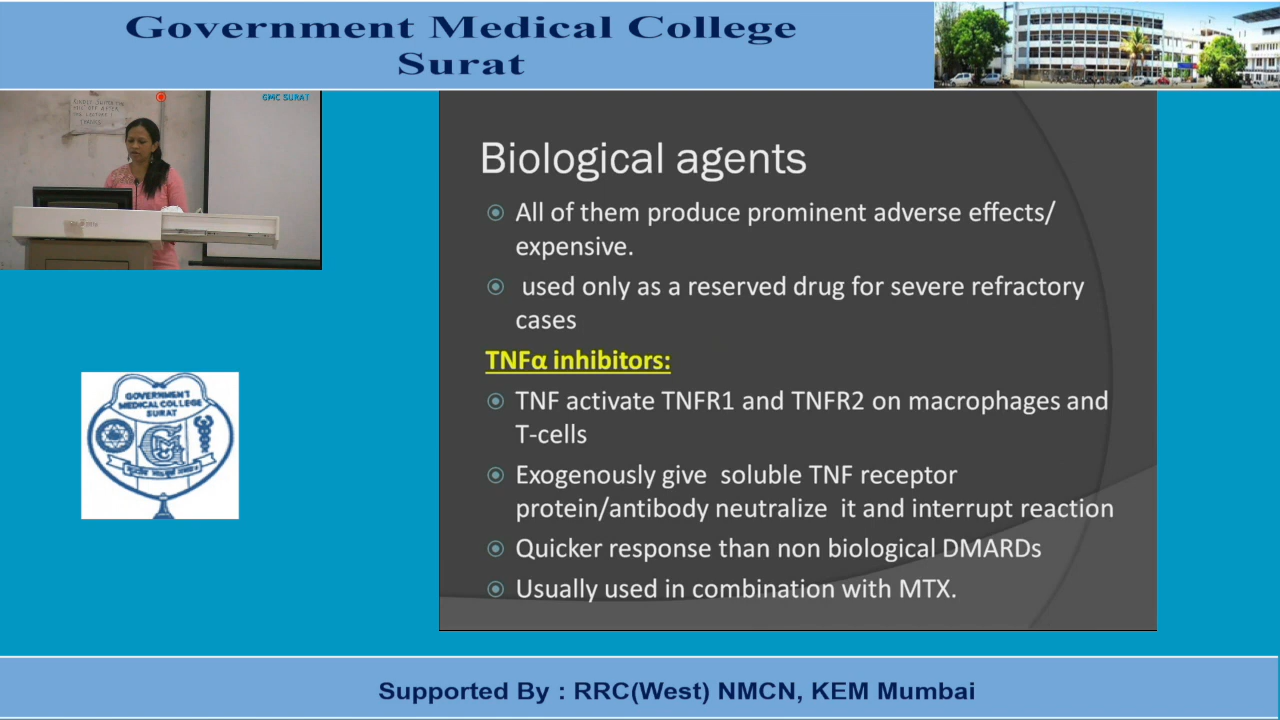 Government Medical College
Surat
GMC SURAT
Biological agents
All of them produce prominent adverse effects/
expensive.
used only as a reserved drug for severe refractory
cases
TNFα inhibitors:
TNF activate TNFR1 and TNFR2 on macrophages and
T-cells
Exogenously give soluble TNF receptor
protein/antibody neutralize it and interrupt reaction
Quicker response than non biological DMARDs
Usually used in combination with MTX.
GOVERNMENT
MEDICAL COLLEGE
SURAT
Supported By : RRC(West) NMCN, KEM Mumbai